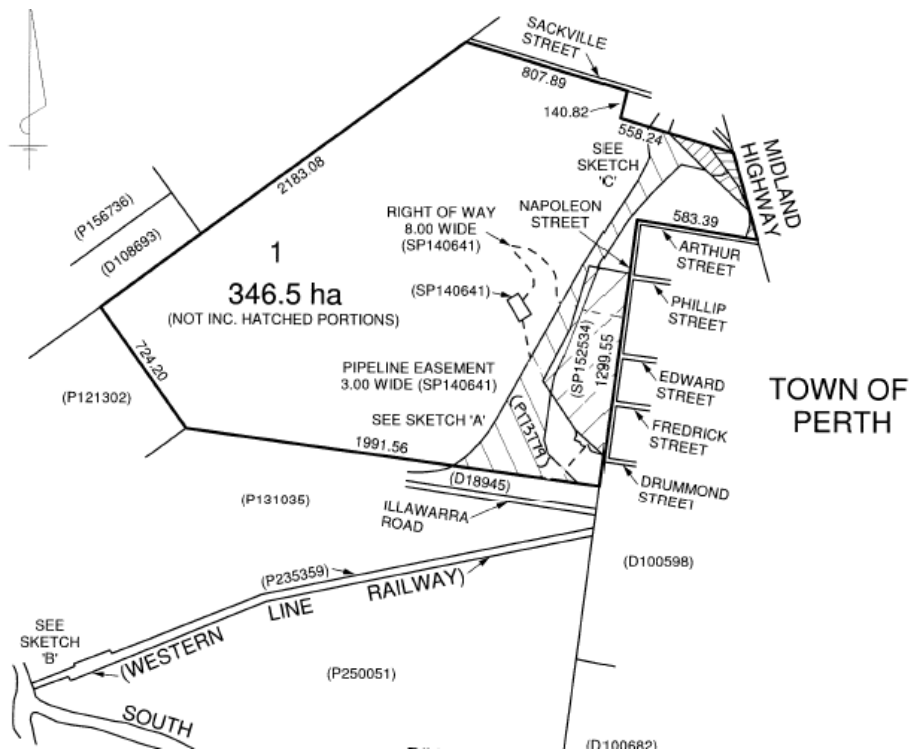 SACKVILLE
STREET
807.89
140.82
558.24
MIDLAND
HIGHWAY
SEE
SKETCH
'C'
2183.08
NAPOLEON
STREET
583.39
(P156736)
(D108693)
RIGHT OF WAY
8.00 WIDE
(SP140641)
ARTHUR
STREET
1
346.5 ha
(NOT INC. HATCHED PORTIONS)
(SP140641)
PHILLIP
STREET
724.20
(SP152534)
1299.55
PIPELINE EASEMENT
3.00 WIDE (SP140641)
EDWARD
STREET
TOWN OF
PERTH
(P121302)
SEE SKETCH 'A'
(P173779)
FREDRICK
STREET
1991.56
(D18945)
DRUMMOND
STREET
(P131035)
ILLAWARRA
ROAD
(D100598)
(P235359)
(WESTERN LINE RAILWAY)
SEE
SKETCH
'B'
(P250051)
SOUTH
(D100682)